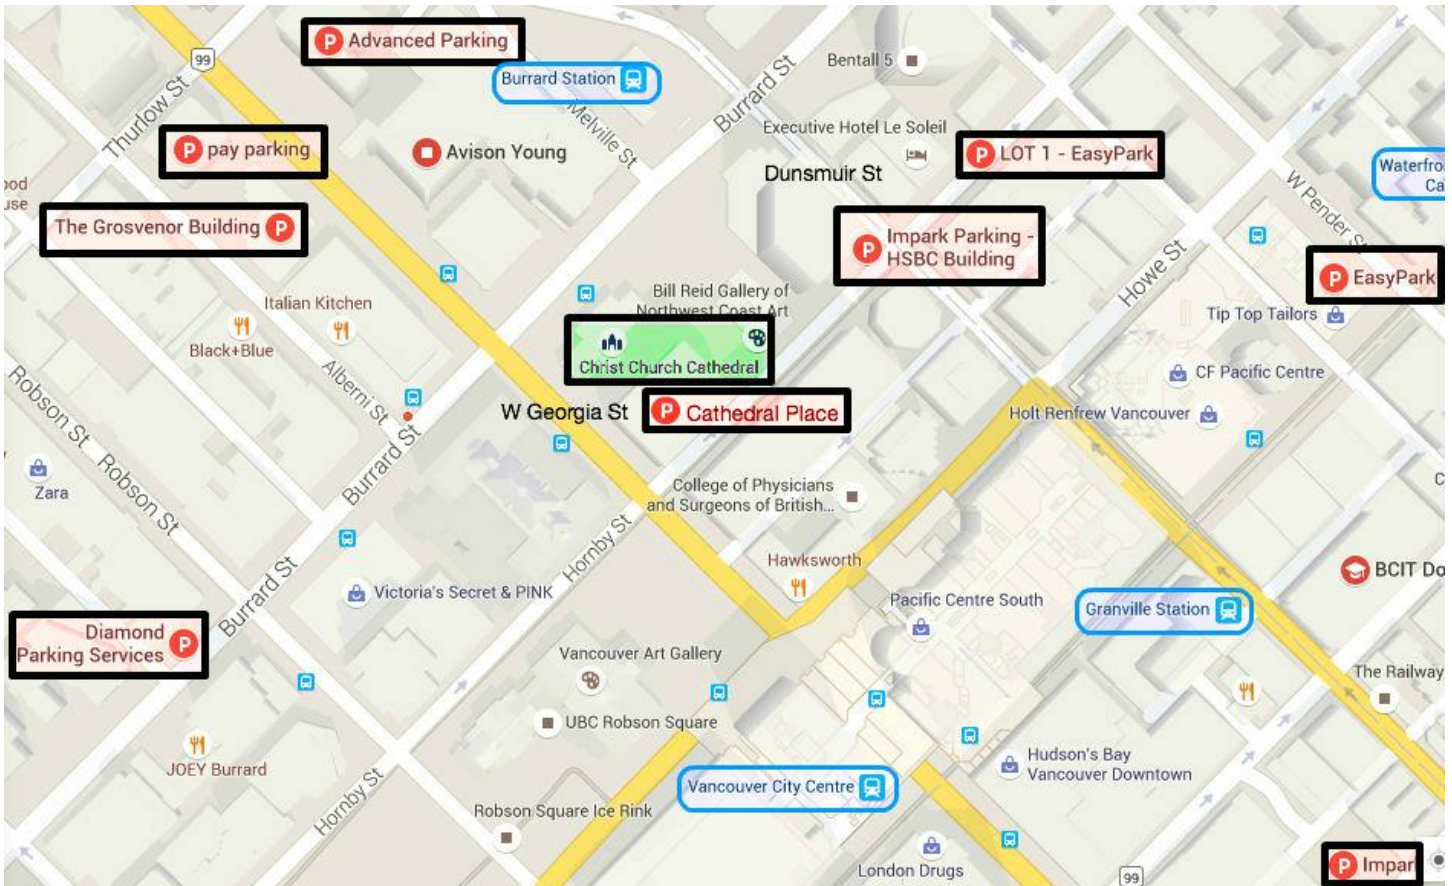 P Advanced Parking
99
Burrard Station
Bentall 5
Burrard St
Thurlow St
Melville St
Executive Hotel Le Soleil
P pay parking
Avison Young
P LOT 1 - EasyPark
Dunsmuir St
W Pender St
The Grosvenor Building P
P Impark Parking -
HSBC Building
Howe St
P EasyPark
Bill Reid Gallery of
Northwest Coast Art
Italian Kitchen
Tip Top Tailors
Black+Blue
Christ Church Cathedral
CF Pacific Centre
Alberni St
W Georgia St
P Cathedral Place
Holt Renfrew Vancouver
Robson St
Burrard St
Zara
Robson St
College of Physicians
and Surgeons of British...
Hornby St
Hawksworth
BCIT Do
Victoria's Secret & PINK
Burrard St
Pacific Centre South
Granville Station
Diamond
Parking Services P
Vancouver Art Gallery
The Railway
UBC Robson Square
JOEY Burrard
Hudson's Bay
Vancouver Downtown
Vancouver City Centre
Hornby St
Robson Square Ice Rink
London Drugs
99